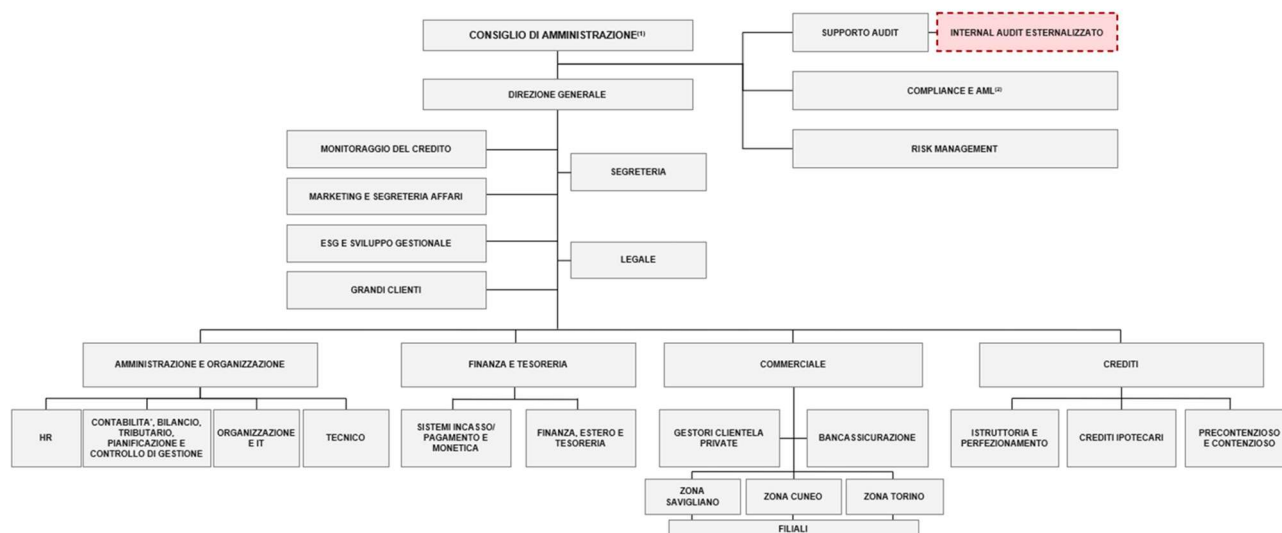 CONSIGLIO DI AMMINISTRAZIONE(1)
SUPPORTO AUDIT
INTERNAL AUDIT ESTERNALIZZATO
DIREZIONE GENERALE
COMPLIANCE E AML(2)
MONITORAGGIO DEL CREDITO
RISK MANAGEMENT
SEGRETERIA
MARKETING E SEGRETERIA AFFARI
ESG E SVILUPPO GESTIONALE
LEGALE
GRANDI CLIENTI
AMMINISTRAZIONE E ORGANIZZAZIONE
FINANZA E TESORERIA
COMMERCIALE
CREDITI
HR
CONTABILITA', BILANCIO,
TRIBUTARIO,
PIANIFICAZIONE E
CONTROLLO DI GESTIONE
ORGANIZZAZIONE
E IT
TECNICO
SISTEMI INCASSO/
PAGAMENTO E
MONETICA
FINANZA, ESTERO E
TESORERIA
GESTORI CLIENTELA
PRIVATE
BANCASSICURAZIONE
ISTRUTTORIA E
PERFEZIONAMENTO
CREDITI IPOTECARI
PRECONTENZIOSO
E CONTENZIOSO
ZONA
SAVIGLIANO
ZONA CUNEO
ZONA TORINO
FILIALI